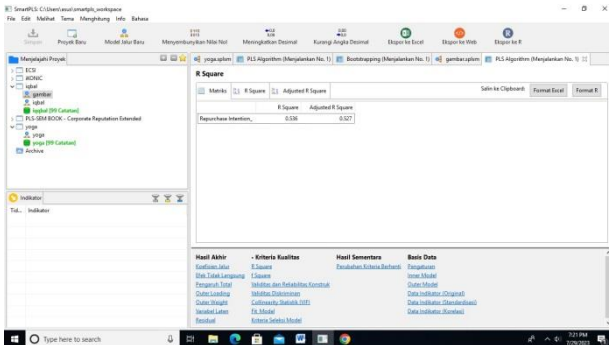 SmartPLS: C:\Users\asus\smartpls_workspace
File Edit Melihat Tema Menghitung Info Bahasa
Simpan Proyek Baru Model Jalur Baru Menyembunyikan Nilai Nol Meningkatkan Desimal Kurangi Angka Desimal Ekspor ke Excel Ekspor ke Web Ekspor ke R
Menjelajahi Proyek
ECSI
iqbal
gambar
iqbal
iqqbal [99 Catatan]
PLS-SEM BOOK - Corporate Reputation Extended
yoga
yoga
yoga [99 Catatan]
Archive
Indikator
Tid... Indikator
yoga.splsm PLS Algorithm (Menjalankan No. 1) Bootstrapping (Menjalankan No. 1) gambar.splsm PLS Algorithm (Menjalankan No. 1)
R Square
Matriks R Square Adjusted R Square Salin ke Clipboard: Format Excel Format R
R Square Adjusted R Square
Repurchase Intention_ 0.536 0.527
Hasil Akhir - Kriteria Kualitas Hasil Sementara Basis Data
Koefisien Jalur R Square Perubahan Kriteria Berhenti Pengaturan
Efek Tidak Langsung f Square Inner Model
Pengaruh Total Validitas dan Reliabilitas Konstruk Outer Model
Outer Loading Validitas Diskriminan Data Indikator (Original)
Outer Weight Collinearity Statistik (VIF) Data Indikator (Standardisasi)
Variabel Laten Fit Model Data Indikator (Korelasi)
Residual Kriteria Seleksi Model
Type here to search
7:21 PM
7/29/2023